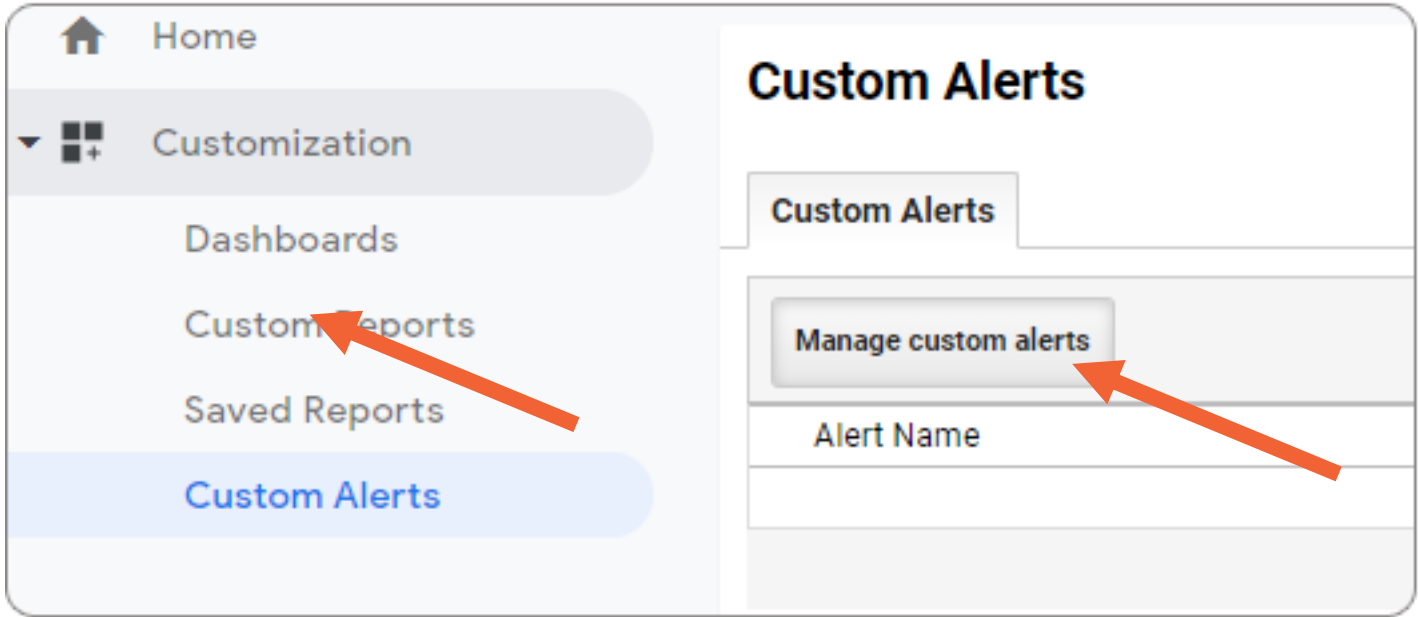 Home
Customization
Dashboards
Custom Reports
Saved Reports
Custom Alerts
Custom Alerts
Custom Alerts
Manage custom alerts
Alert Name